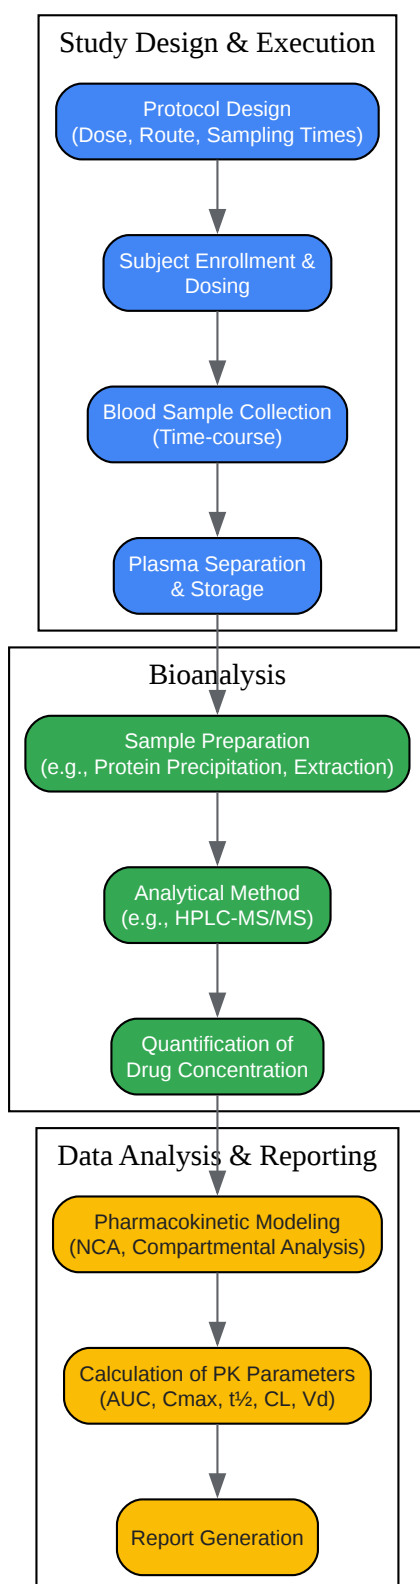 Study Design & Execution
Protocol Design
(Dose, Route, Sampling Times)
Subject Enrollment &
Dosing
Blood Sample Collection
(Time-course)
Plasma Separation
& Storage
Bioanalysis
Sample Preparation
(e.g., Protein Precipitation, Extraction)
Analytical Method
(e.g., HPLC-MS/MS)
Quantification of
Drug Concentration
Data Analysis & Reporting
Pharmacokinetic Modeling
(NCA, Compartmental Analysis)
Calculation of PK Parameters
(AUC, Cmax, t½, CL, Vd)
Report Generation